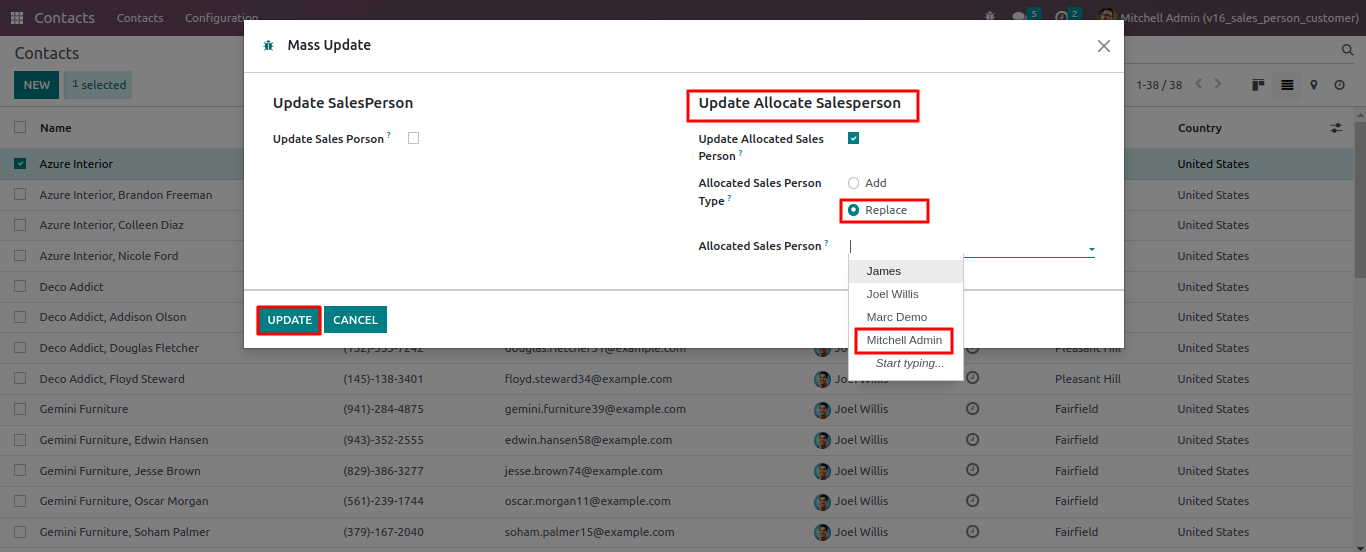 Contacts Contacts Configuration 5 2 Mitchell Admin (v16_sales_person_customer)
Contacts
NEW 1 selected 1-38 / 38
Mass Update
Update SalesPerson
Update Sales Porson ?
Update Allocate Salesperson
Update Allocated Sales
Person ?
Allocated Sales Person
Type ?
Add
Replace
Allocated Sales Person ?
James
Joel Willis
Marc Demo
Mitchell Admin
Start typing...
UPDATE CANCEL
Name Country
Azure Interior United States
Azure Interior, Brandon Freeman United States
Azure Interior, Colleen Diaz United States
Azure Interior, Nicole Ford United States
Deco Addict United States
Deco Addict, Addison Olson United States
Deco Addict, Douglas Fletcher (132)-553-7242 douglas.fletcher51@example.com Joel Willis Pleasant Hill United States
Deco Addict, Floyd Steward (145)-138-3401 floyd.steward34@example.com Joel Willis Pleasant Hill United States
Gemini Furniture (941)-284-4875 gemini.furniture39@example.com Joel Willis Fairfield United States
Gemini Furniture, Edwin Hansen (943)-352-2555 edwin.hansen58@example.com Joel Willis Fairfield United States
Gemini Furniture, Jesse Brown (829)-386-3277 jesse.brown74@example.com Joel Willis Fairfield United States
Gemini Furniture, Oscar Morgan (561)-239-1744 oscar.morgan11@example.com Joel Willis Fairfield United States
Gemini Furniture, Soham Palmer (379)-167-2040 soham.palmer15@example.com Joel Willis Fairfield United States